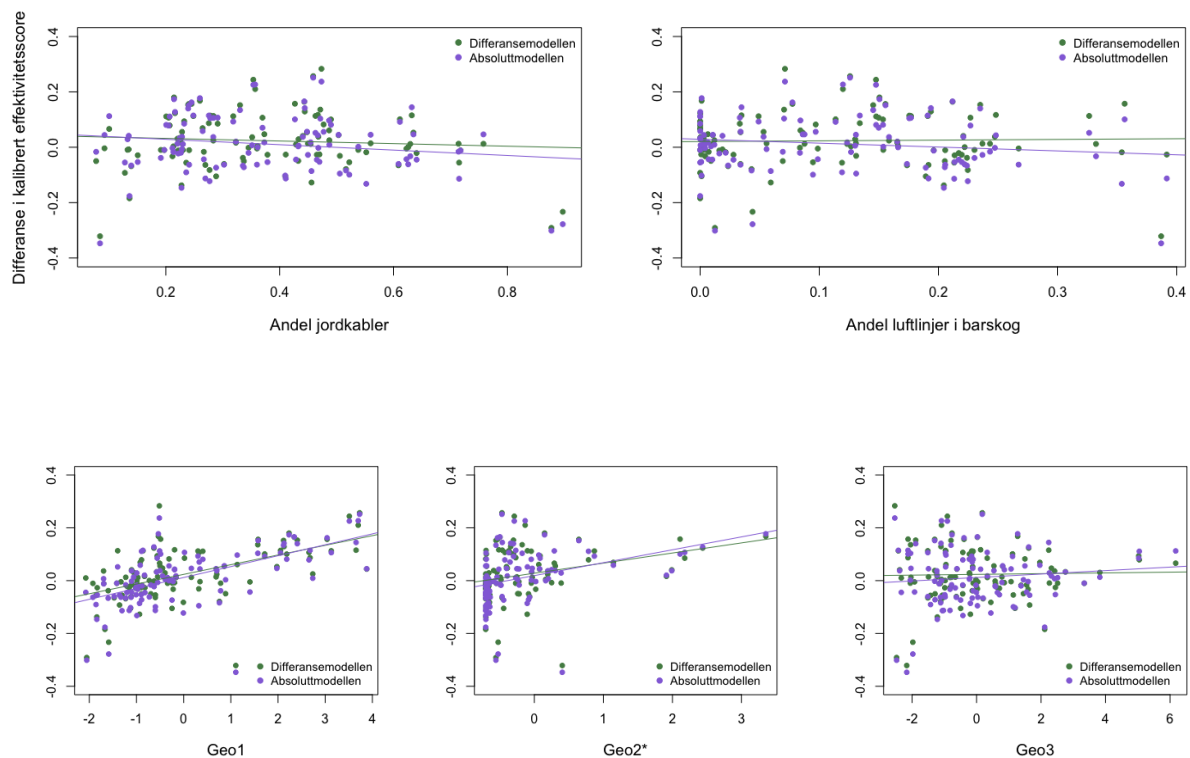 Differanse i kalibrert effektivitetsscore
0.4
0.2
0.0
-0.2
-0.4
Differansemodellen
Absoluttmodellen
0.2 0.4 0.6 0.8
Andel jordkabler
0.4
0.2
0.0
-0.2
-0.4
Differansemodellen
Absoluttmodellen
0.0 0.1 0.2 0.3 0.4
Andel luftlinjer i barskog
0.4
0.2
0.0
-0.2
-0.4
Differansemodellen
Absoluttmodellen
-2 -1 0 1 2 3 4
Geo1
0.4
0.2
0.0
-0.2
-0.4
Differansemodellen
Absoluttmodellen
0 1 2 3
Geo2*
0.4
0.2
0.0
-0.2
-0.4
Differansemodellen
Absoluttmodellen
-2 0 2 4 6
Geo3